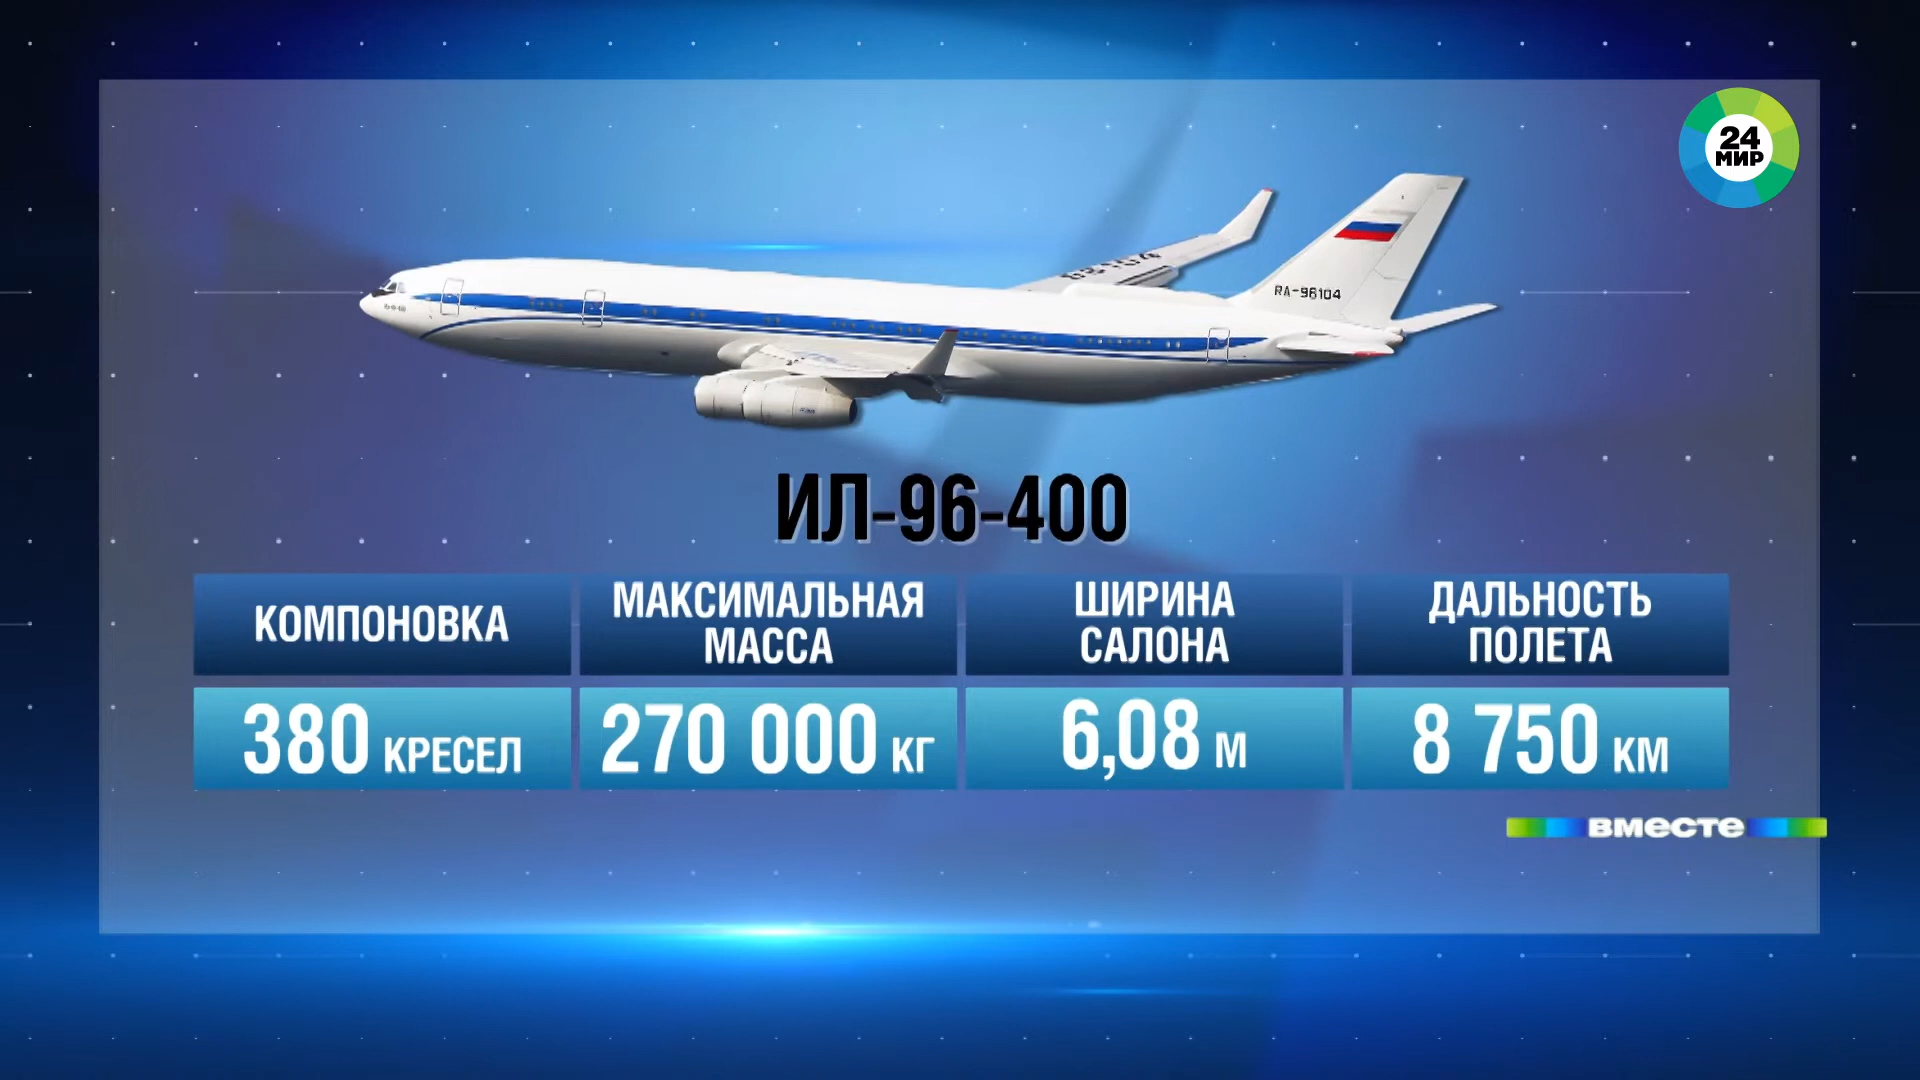 24
МИР
RA-96104
ИЛ-96-400
КОМПОНОВКА
МАКСИМАЛЬНАЯ
МАССА
ШИРИНА
САЛОНА
ДАЛЬНОСТЬ
ПОЛЕТА
380 КРЕСЕЛ
270 000 КГ
6,08 М
8 750 КМ
ВМЕСТЕ